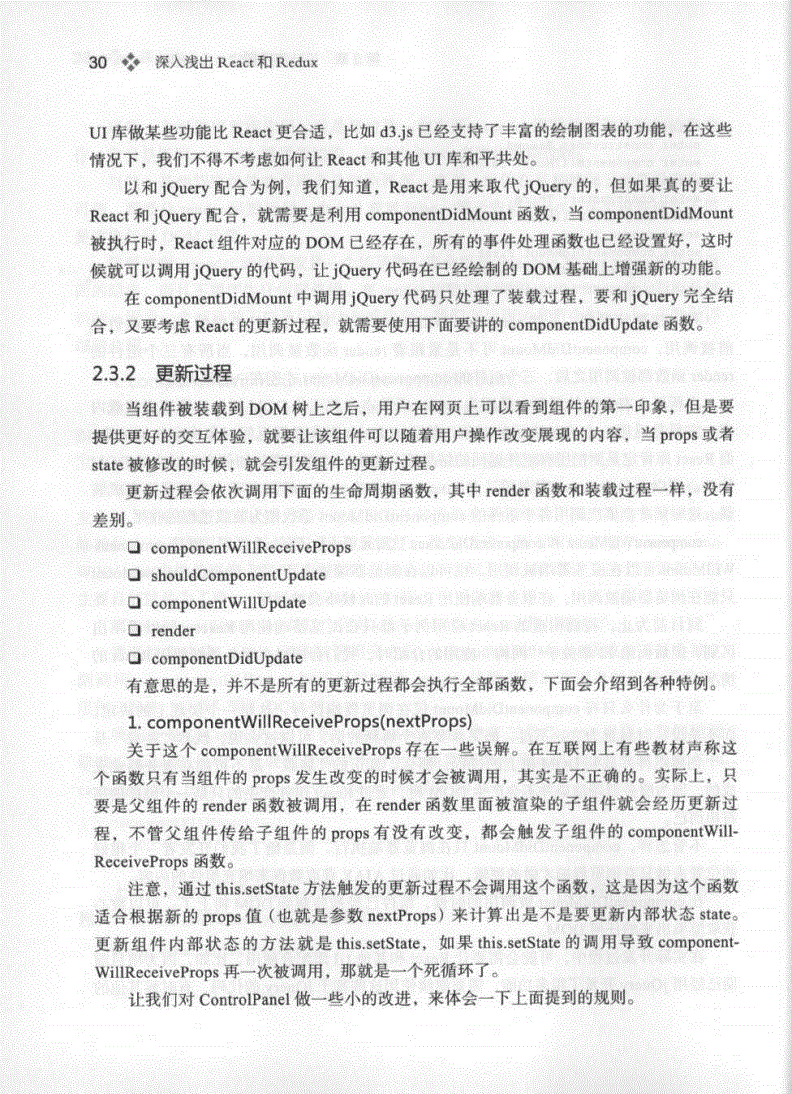 30 深入浅出 React 和 Redux
UI 库做某些功能比 React 更合适，比如 d3.js 已经支持了丰富的绘制图表的功能，在这些
情况下，我们不得不考虑如何让 React 和其他 UI 库和平共处。
以和 jQuery 配合为例，我们知道，React 是用来取代 jQuery 的，但如果真的要让
React 和 jQuery 配合，就需要是利用 componentDidMount 函数，当 componentDidMount
被执行时，React 组件对应的 DOM 已经存在，所有的事件处理函数也已经设置好，这时
候就可以调用 jQuery 的代码，让 jQuery 代码在已经绘制的 DOM 基础上增强新的功能。
在 componentDidMount 中调用 jQuery 代码只处理了装载过程，要和 jQuery 完全结
合，又要考虑 React 的更新过程，就需要使用下面要讲的 componentDidUpdate 函数。
2.3.2 更新过程
当组件被装载到 DOM 树上之后，用户在网页上可以看到组件的第一印象，但是要
提供更好的交互体验，就要让该组件可以随着用户操作改变展现的内容，当 props 或者
state 被修改的时候，就会引发组件的更新过程。
更新过程会依次调用下面的生命周期函数，其中 render 函数和装载过程一样，没有
差别。
❑ componentWillReceiveProps
❑ shouldComponentUpdate
❑ componentWillUpdate
❑ render
❑ componentDidUpdate
有意思的是，并不是所有的更新过程都会执行全部函数，下面会介绍到各种特例。
1. componentWillReceiveProps(nextProps)
关于这个 componentWillReceiveProps 存在一些误解。在互联网上有些教材声称这
个函数只有当组件的 props 发生改变的时候才会被调用，其实是不正确的。实际上，只
要是父组件的 render 函数被调用，在 render 函数里面被渲染的子组件就会经历更新过
程，不管父组件传给子组件的 props 有没有改变，都会触发子组件的 componentWill-
ReceiveProps 函数。
注意，通过 this.setState 方法触发的更新过程不会调用这个函数，这是因为这个函数
适合根据新的 props 值（也就是参数 nextProps）来计算出是不是要更新内部状态 state。
更新组件内部状态的方法就是 this.setState，如果 this.setState 的调用导致 component-
WillReceiveProps 再一次被调用，那就是一个死循环了。
让我们对 ControlPanel 做一些小的改进，来体会一下上面提到的规则。